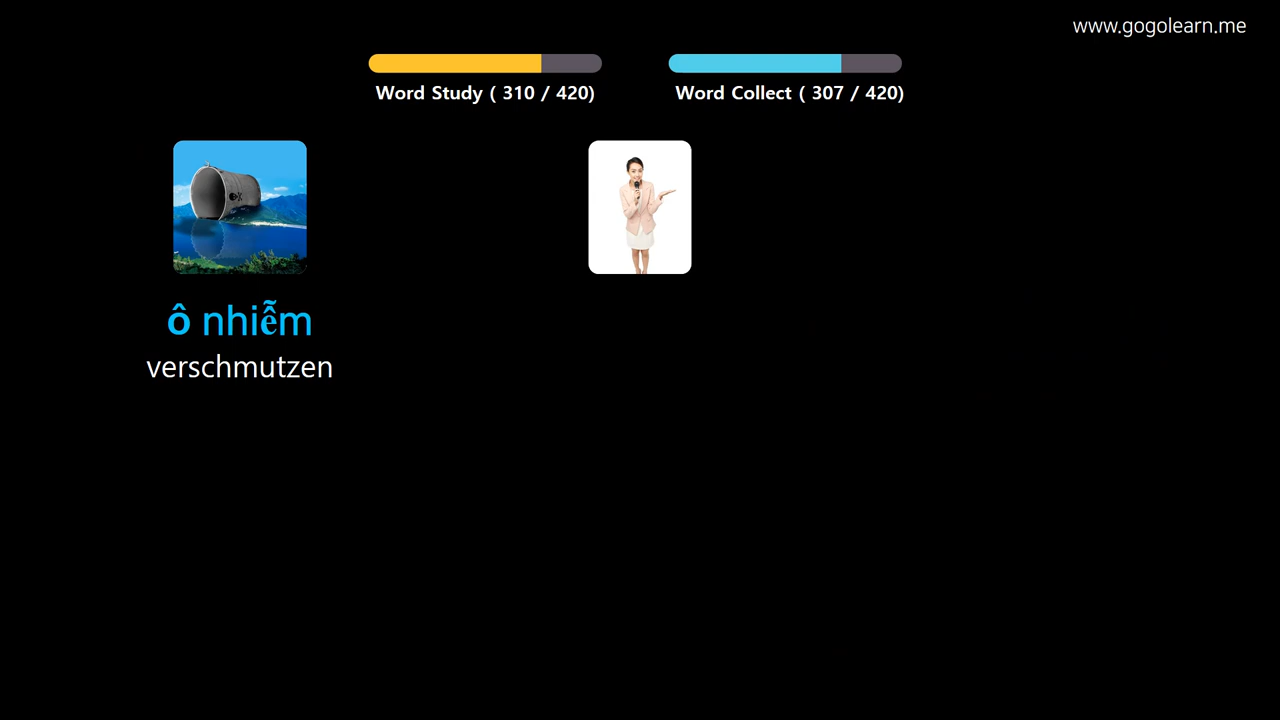 www.gogolearn.me
Word Study ( 310 / 420)
Word Collect ( 307 / 420)
ô nhiễm
verschmutzen